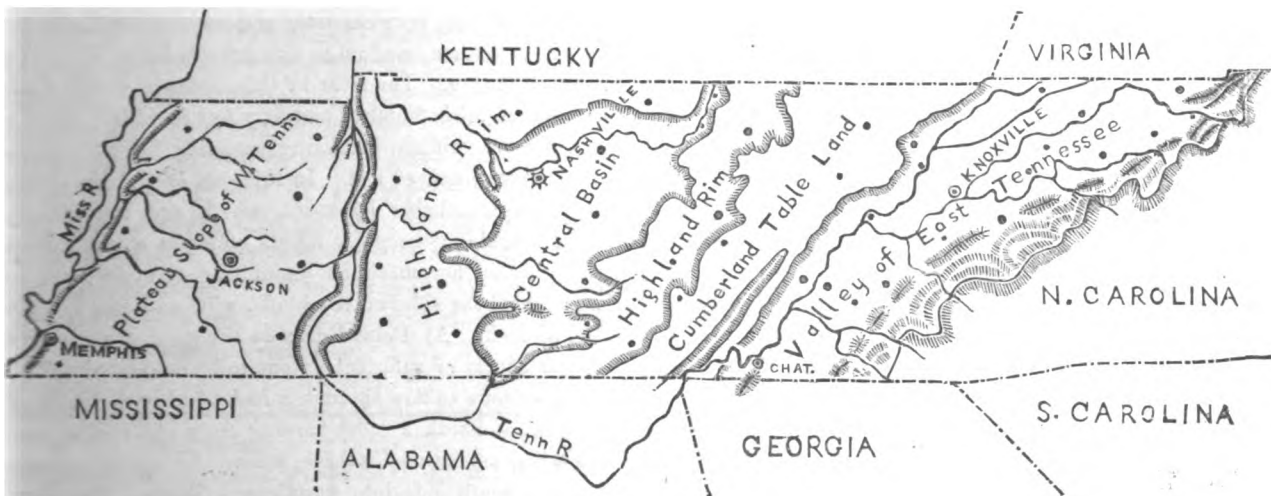 KENTUCKY
VIRGINIA
Miss R
Plateau Slope of W. Tenn.
JACKSON
MEMPHIS
Highland Rim
NASHVILLE
Central Basin
Highland Rim
Cumberland Table Land
KNOXVILLE
Valley of East Tennessee
CHAT.
N. CAROLINA
S. CAROLINA
MISSISSIPPI
ALABAMA
Tenn R
GEORGIA